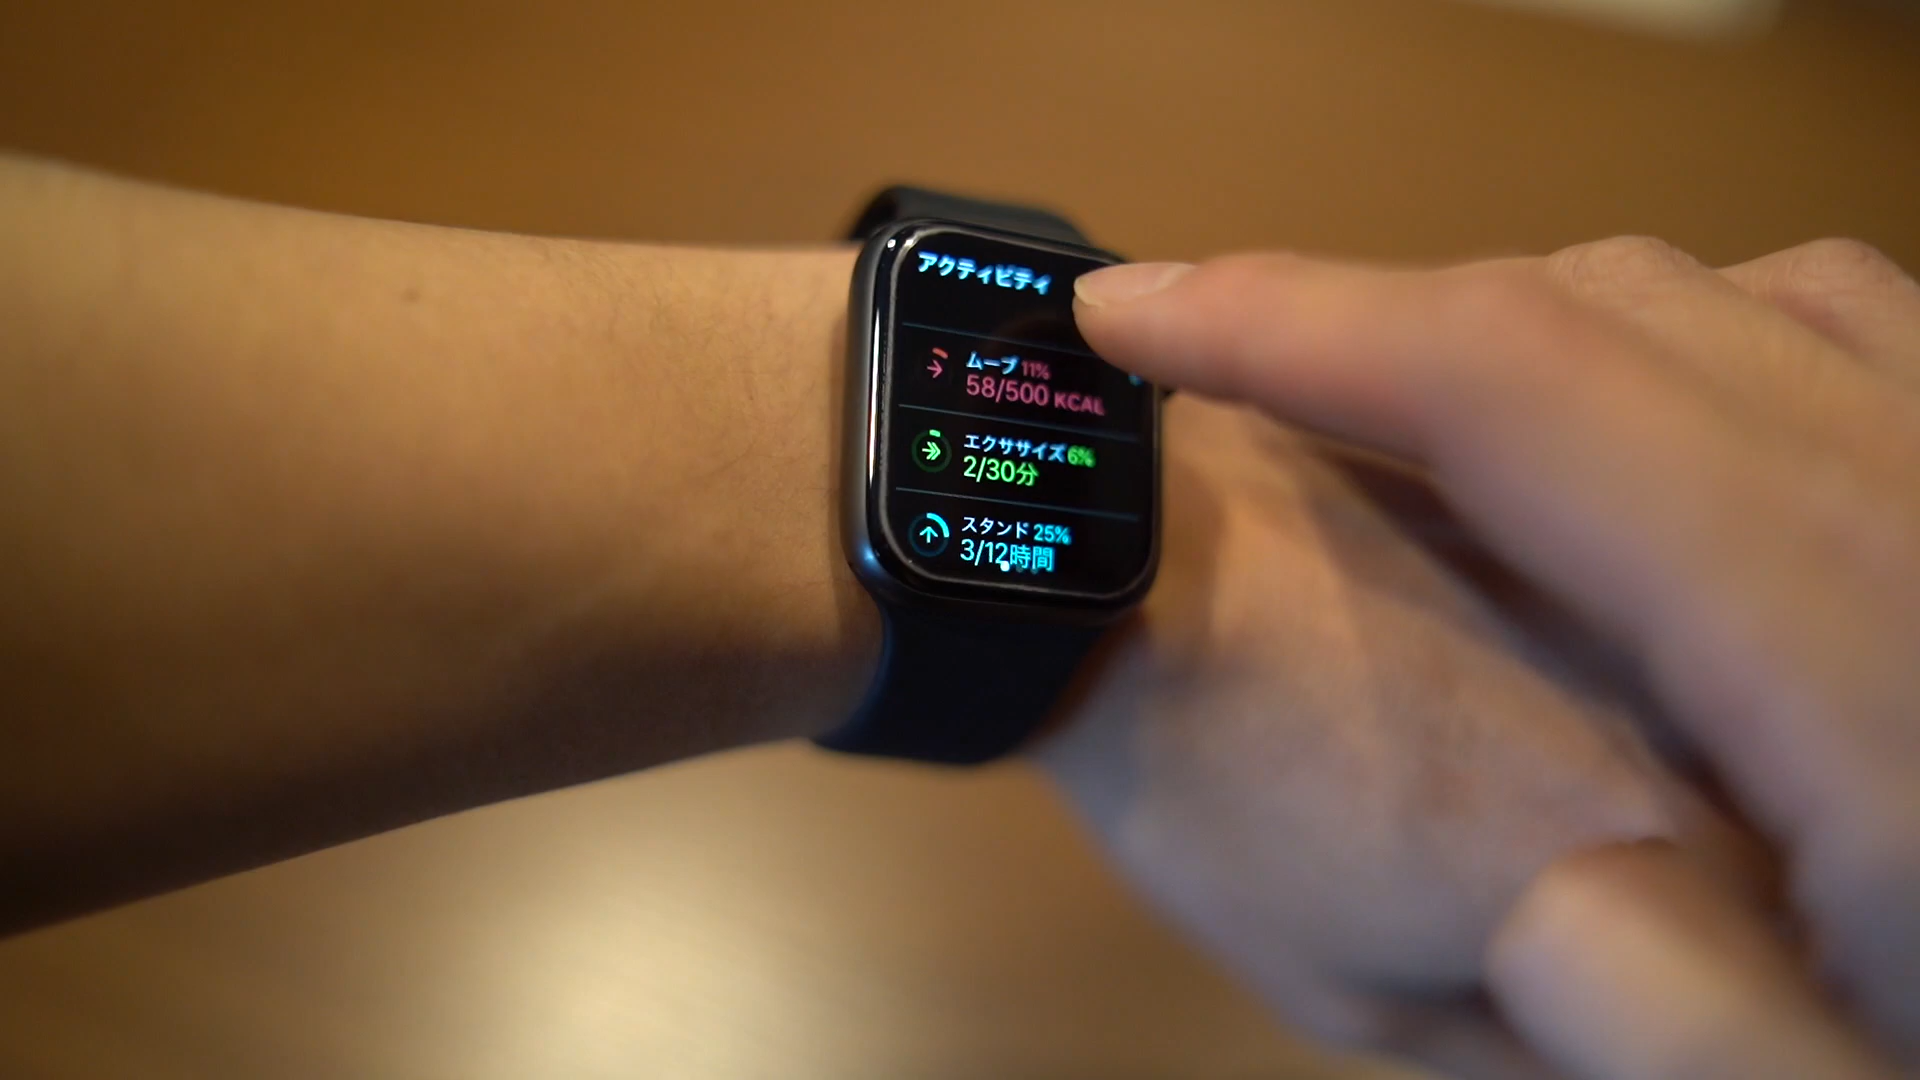 アクティビティ
ムーブ 11%
58/500 KCAL
エクササイズ 6%
2/30分
スタンド 25%
3/12時間